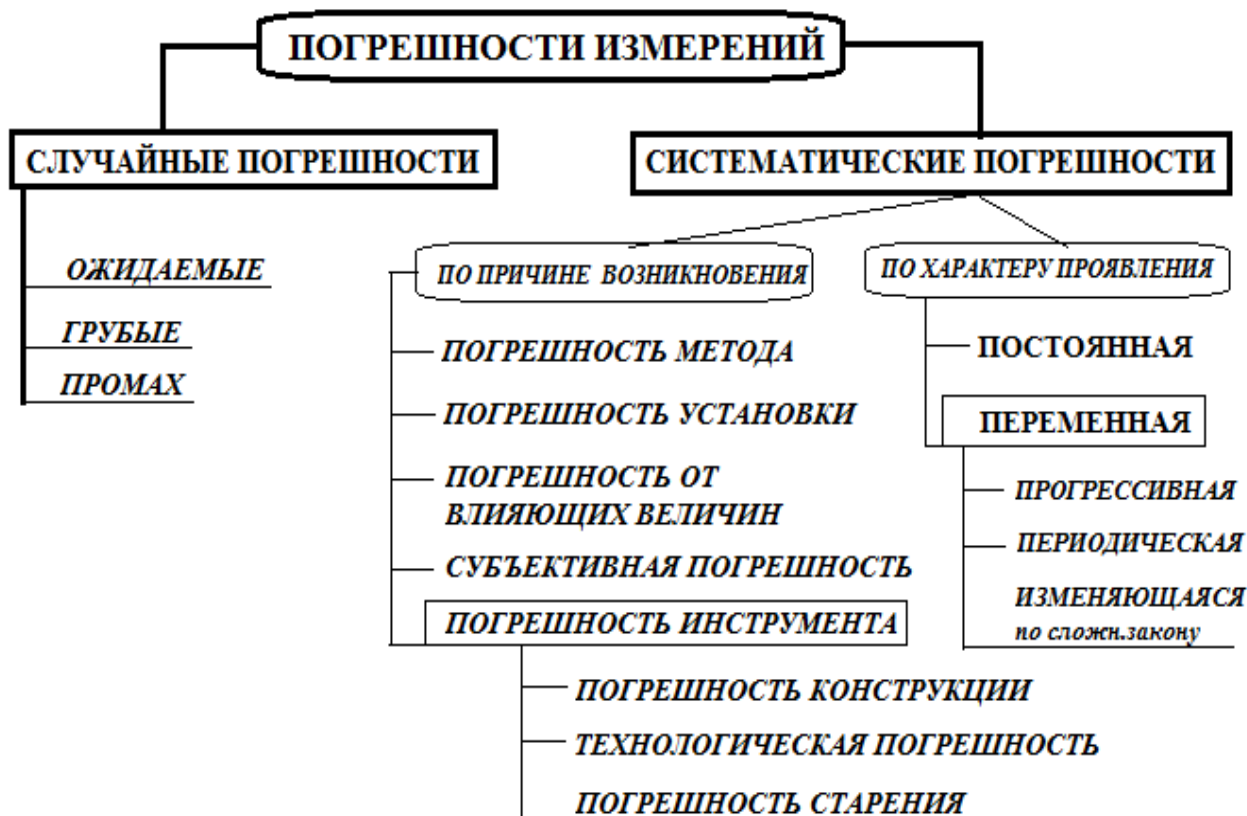 ПОГРЕШНОСТИ ИЗМЕРЕНИЙ
СЛУЧАЙНЫЕ ПОГРЕШНОСТИ
ОЖИДАЕМЫЕ
ГРУБЫЕ
ПРОМАХ
СИСТЕМАТИЧЕСКИЕ ПОГРЕШНОСТИ
ПО ПРИЧИНЕ ВОЗНИКНОВЕНИЯ
ПОГРЕШНОСТЬ МЕТОДА
ПОГРЕШНОСТЬ УСТАНОВКИ
ПОГРЕШНОСТЬ ОТ
ВЛИЯЮЩИХ ВЕЛИЧИН
СУБЪЕКТИВНАЯ ПОГРЕШНОСТЬ
ПОГРЕШНОСТЬ ИНСТРУМЕНТА
ПОГРЕШНОСТЬ КОНСТРУКЦИИ
ТЕХНОЛОГИЧЕСКАЯ ПОГРЕШНОСТЬ
ПОГРЕШНОСТЬ СТАРЕНИЯ
ПО ХАРАКТЕРУ ПРОЯВЛЕНИЯ
ПОСТОЯННАЯ
ПЕРЕМЕННАЯ
ПРОГРЕССИВНАЯ
ПЕРИОДИЧЕСКАЯ
ИЗМЕНЯЮЩАЯСЯ
по сложн.закону